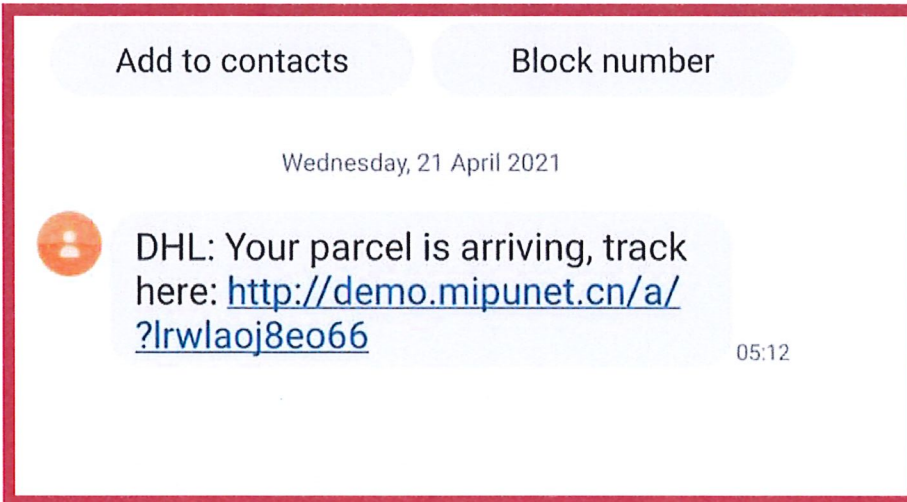 Add to contacts
Block number
Wednesday, 21 April 2021
DHL: Your parcel is arriving, track
here: http://demo.mipunet.cn/a/
?lrwlaoj8eo66
05:12